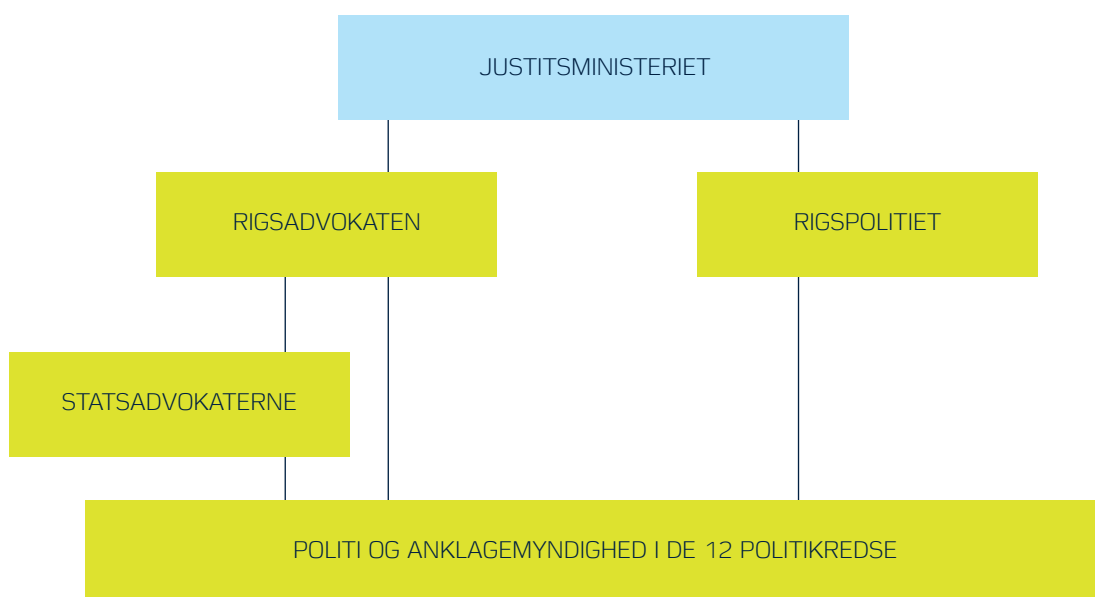 JUSTITSMINISTERIET
RIGSADVOKATEN
RIGSPOLITIET
STATSADVOKATERNE
POLITI OG ANKLAGEMYNDIGHED I DE 12 POLITIKREDSE